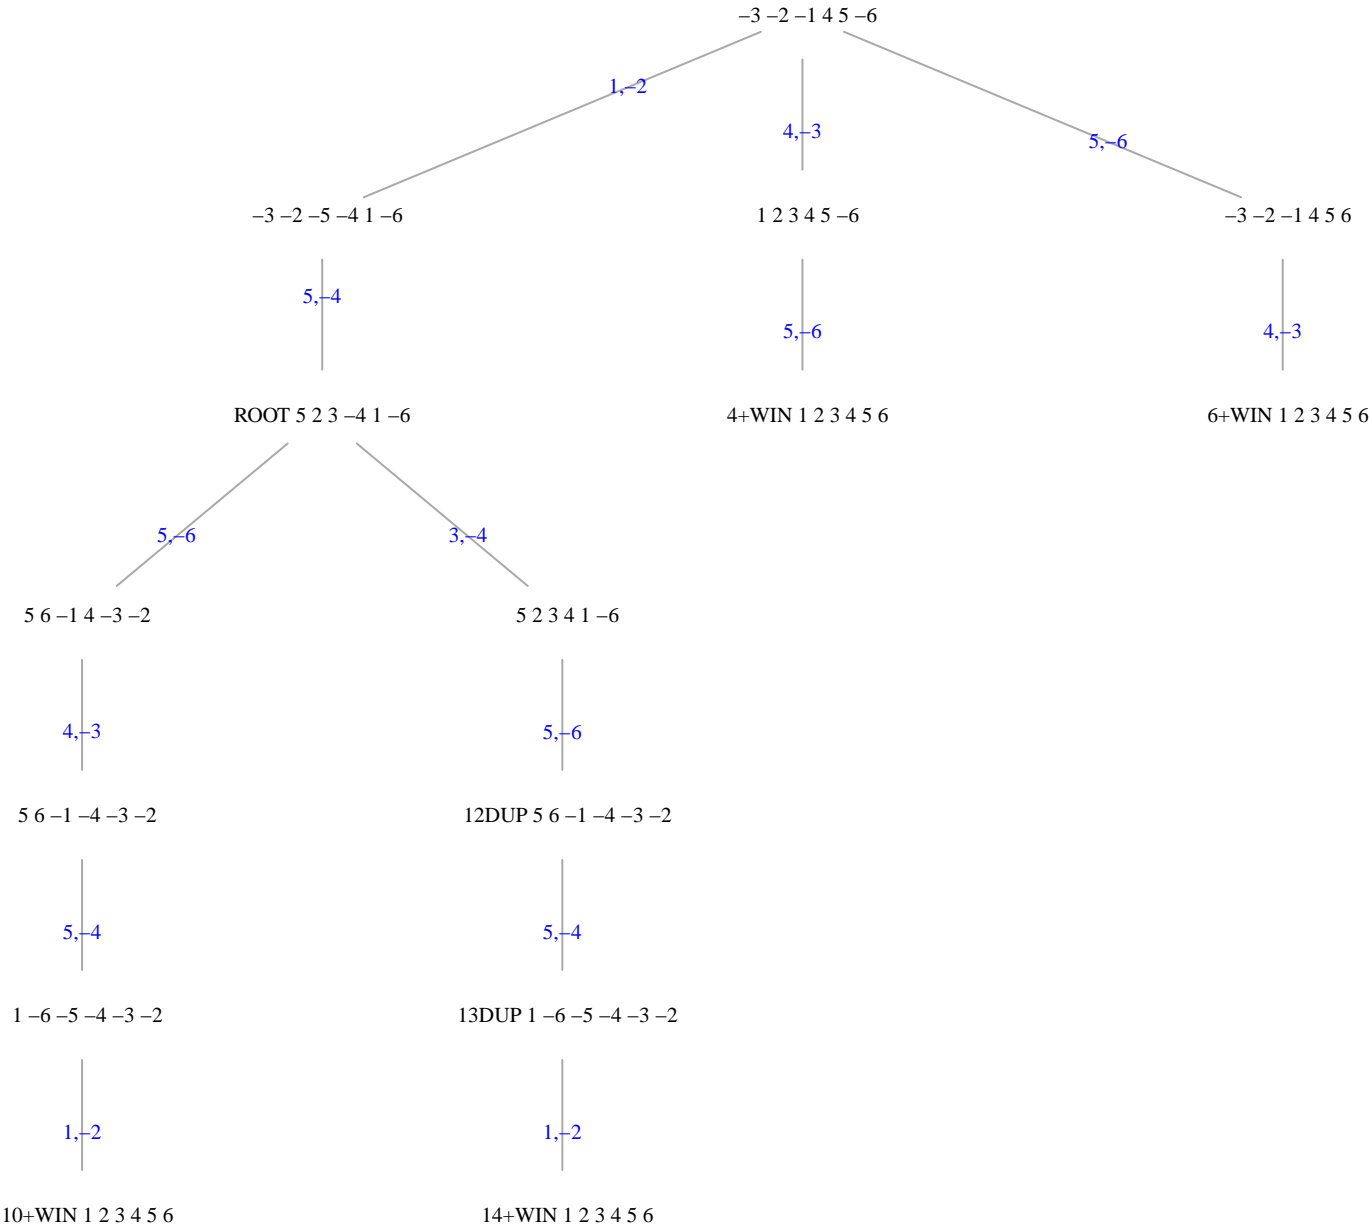 −3 −2 −1 4 5 −6
1,−2
4,−3
5,−6
−3 −2 −5 −4 1 −6
1 2 3 4 5 −6
−3 −2 −1 4 5 6
5,−4
5,−6
4,−3
ROOT 5 2 3 −4 1 −6
4+WIN 1 2 3 4 5 6
6+WIN 1 2 3 4 5 6
5,−6
3,−4
5 6 −1 4 −3 −2
5 2 3 4 1 −6
4,−3
5,−6
5 6 −1 −4 −3 −2
12DUP 5 6 −1 −4 −3 −2
5,−4
5,−4
1 −6 −5 −4 −3 −2
13DUP 1 −6 −5 −4 −3 −2
1,−2
1,−2
10+WIN 1 2 3 4 5 6
14+WIN 1 2 3 4 5 6